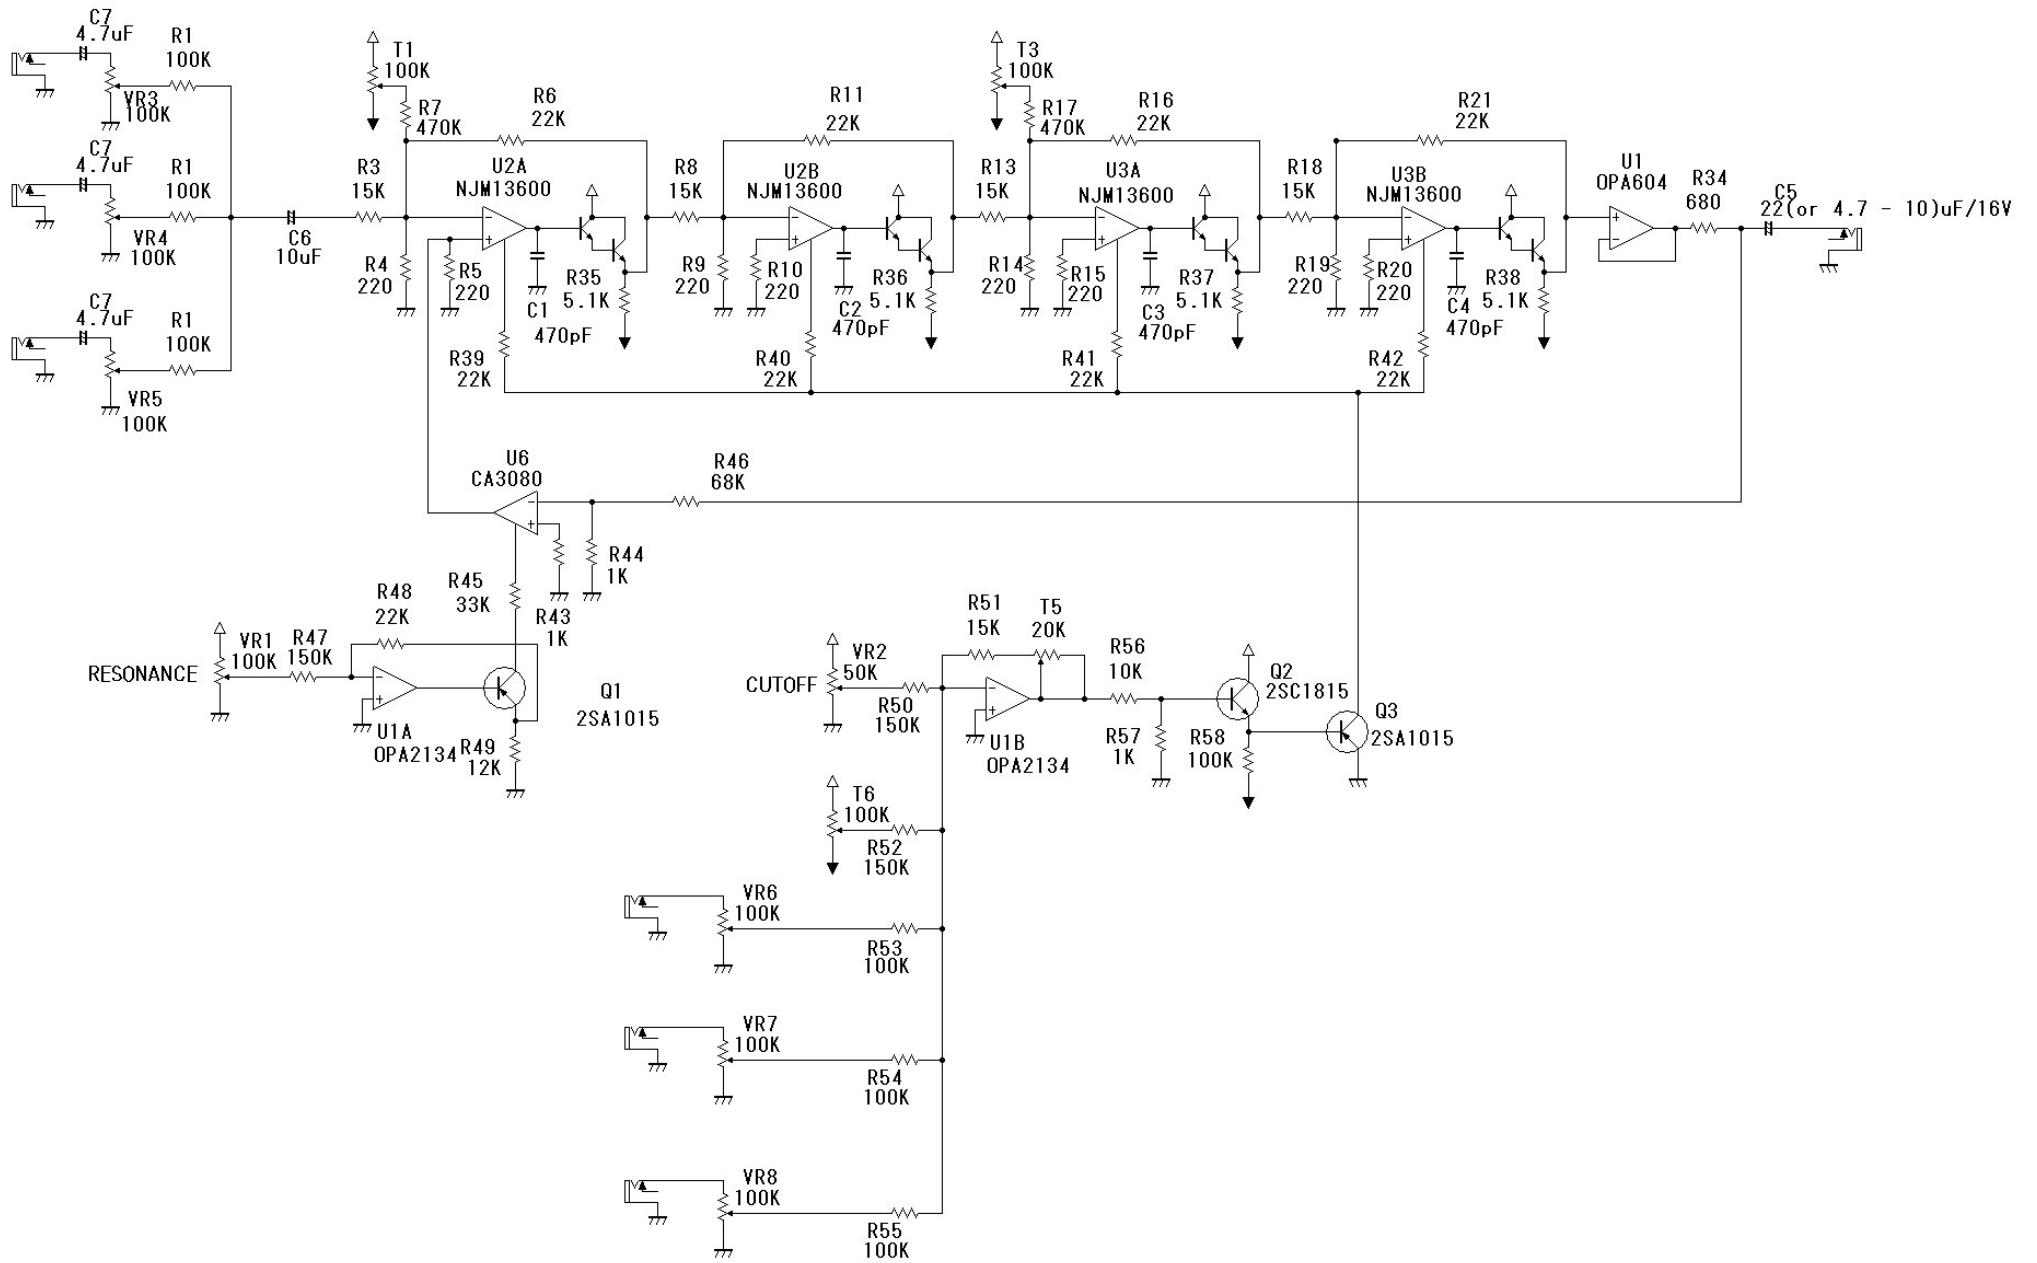 C7
4.7uF
R1
100K
VR3
100K
C7
4.7uF
R1
100K
VR4
100K
C7
4.7uF
R1
100K
VR5
100K
C6
10uF
T1
100K
R7
470K
R6
22K
R3
15K
U2A
NJM13600
R4
220
R5
220
C1
470pF
R35
5.1K
R39
22K
R8
15K
R11
22K
U2B
NJM13600
R9
220
R10
220
C2
470pF
R36
5.1K
R40
22K
T3
100K
R17
470K
R16
22K
R13
15K
U3A
NJM13600
R14
220
R15
220
C3
470pF
R37
5.1K
R41
22K
R18
15K
R21
22K
U3B
NJM13600
R19
220
R20
220
C4
470pF
R38
5.1K
R42
22K
U1
OPA604
R34
680
C5
22(or 4.7 - 10)uF/16V
U6
CA3080
R46
68K
R44
1K
R45
33K
R43
1K
R48
22K
RESONANCE
VR1
100K
R47
150K
U1A
OPA2134
R49
12K
Q1
2SA1015
CUTOFF
VR2
50K
R50
150K
R51
15K
T5
20K
U1B
OPA2134
R56
10K
R57
1K
R58
100K
Q2
2SC1815
Q3
2SA1015
T6
100K
R52
150K
VR6
100K
R53
100K
VR7
100K
R54
100K
VR8
100K
R55
100K